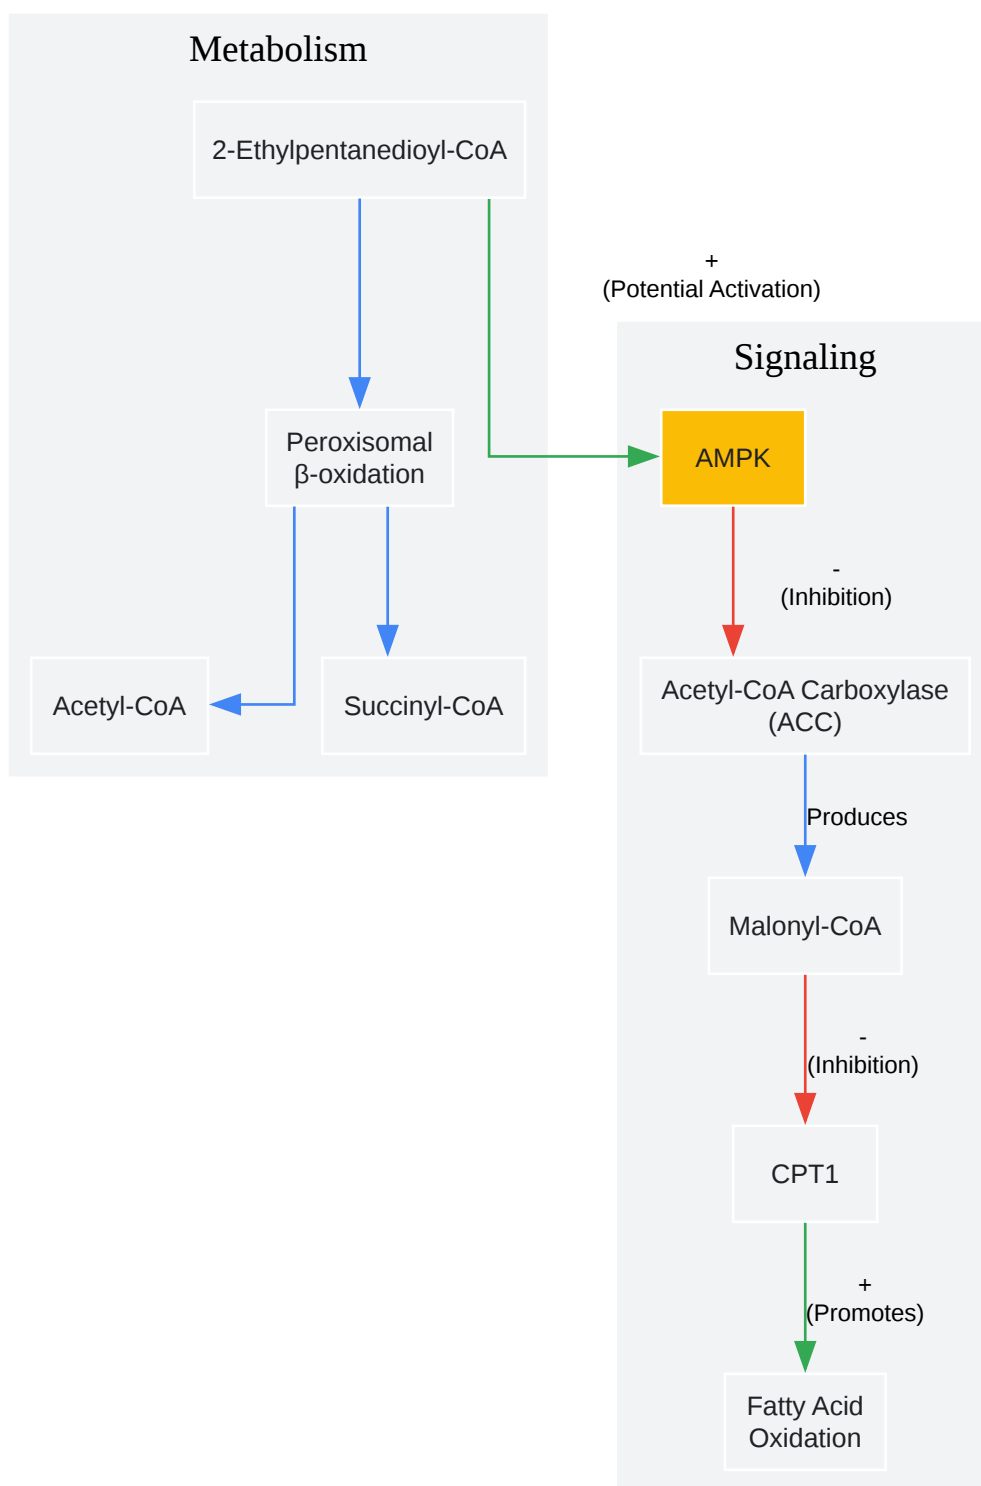 Metabolism
2-Ethylpentanedioyl-CoA
+
(Potential Activation)
Signaling
Peroxisomal
β-oxidation
AMPK
-
(Inhibition)
Acetyl-CoA
Succinyl-CoA
Acetyl-CoA Carboxylase
(ACC)
Produces
Malonyl-CoA
-
(Inhibition)
CPT1
+
(Promotes)
Fatty Acid
Oxidation